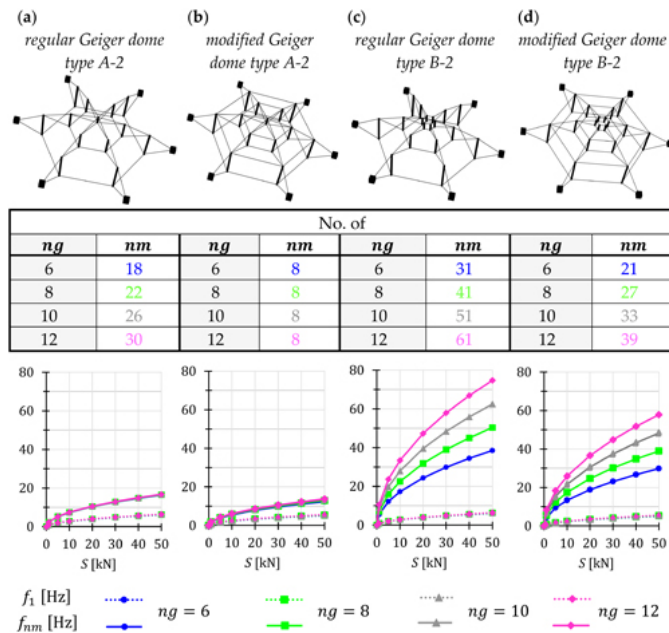 (a) (b) (c) (d)
regular Geiger dome type A-2
modified Geiger dome type A-2
regular Geiger dome type B-2
modified Geiger dome type B-2
No. of
ng nm ng nm ng nm ng nm
6 18 6 8 6 31 6 21
8 22 8 8 8 41 8 27
10 26 10 8 10 51 10 33
12 30 12 8 12 61 12 39
80 80 80 80
60 60 60 60
40 40 40 40
20 20 20 20
0 0 0 0
0 10 20 30 40 50 0 10 20 30 40 50 0 10 20 30 40 50 0 10 20 30 40 50
S [kN] S [kN] S [kN] S [kN]
f₁ [Hz]
fₙₘ [Hz]
ng = 6 ng = 8 ng = 10 ng = 12